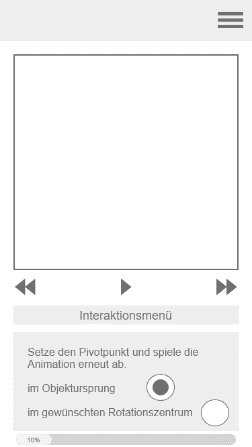 Interaktionsmenü
Setze den Pivotpunkt und spiele die
Animation erneut ab.
im Objektursprung
im gewünschten Rotationszentrum
10%